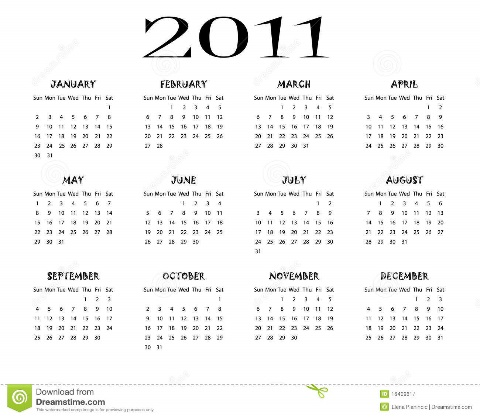 2011
JANUARY
Sun Mon Tue Wed Thu Fri Sat
1
2 3 4 5 6 7 8
9 10 11 12 13 14 15
16 17 18 19 20 21 22
23 24 25 26 27 28 29
30 31
FEBRUARY
Sun Mon Tue Wed Thu Fri Sat
1 2 3 4 5
6 7 8 9 10 11 12
13 14 15 16 17 18 19
20 21 22 23 24 25 26
27 28
MARCH
Sun Mon Tue Wed Thu Fri Sat
1 2 3 4 5
6 7 8 9 10 11 12
13 14 15 16 17 18 19
20 21 22 23 24 25 26
27 28 29 30 31
APRIL
Sun Mon Tue Wed Thu Fri Sat
1 2
3 4 5 6 7 8 9
10 11 12 13 14 15 16
17 18 19 20 21 22 23
24 25 26 27 28 29 30
MAY
Sun Mon Tue Wed Thu Fri Sat
1 2 3 4 5 6 7
8 9 10 11 12 13 14
15 16 17 18 19 20 21
22 23 24 25 26 27 28
29 30 31
JUNE
Sun Mon Tue Wed Thu Fri Sat
1 2 3 4
5 6 7 8 9 10 11
12 13 14 15 16 17 18
19 20 21 22 23 24 25
26 27 28 29 30
JULY
Sun Mon Tue Wed Thu Fri Sat
1 2
3 4 5 6 7 8 9
10 11 12 13 14 15 16
17 18 19 20 21 22 23
24 25 26 27 28 29 30
31
AUGUST
Sun Mon Tue Wed Thu Fri Sat
1 2 3 4 5 6
7 8 9 10 11 12 13
14 15 16 17 18 19 20
21 22 23 24 25 26 27
28 29 30 31
SEPTEMBER
Sun Mon Tue Wed Thu Fri Sat
1 2 3
4 5 6 7 8 9 10
11 12 13 14 15 16 17
18 19 20 21 22 23 24
25 26 27 28 29 30
OCTOBER
Sun Mon Tue Wed Thu Fri Sat
1
2 3 4 5 6 7 8
9 10 11 12 13 14 15
16 17 18 19 20 21 22
23 24 25 26 27 28 29
30 31
NOVEMBER
Sun Mon Tue Wed Thu Fri Sat
1 2 3 4 5
6 7 8 9 10 11 12
13 14 15 16 17 18 19
20 21 22 23 24 25 26
27 28 29 30
DECEMBER
Sun Mon Tue Wed Thu Fri Sat
1 2 3
4 5 6 7 8 9 10
11 12 13 14 15 16 17
18 19 20 21 22 23 24
25 26 27 28 29 30 31
Download from
Dreamstime.com
This watermarked comp image is for previewing purposes only.